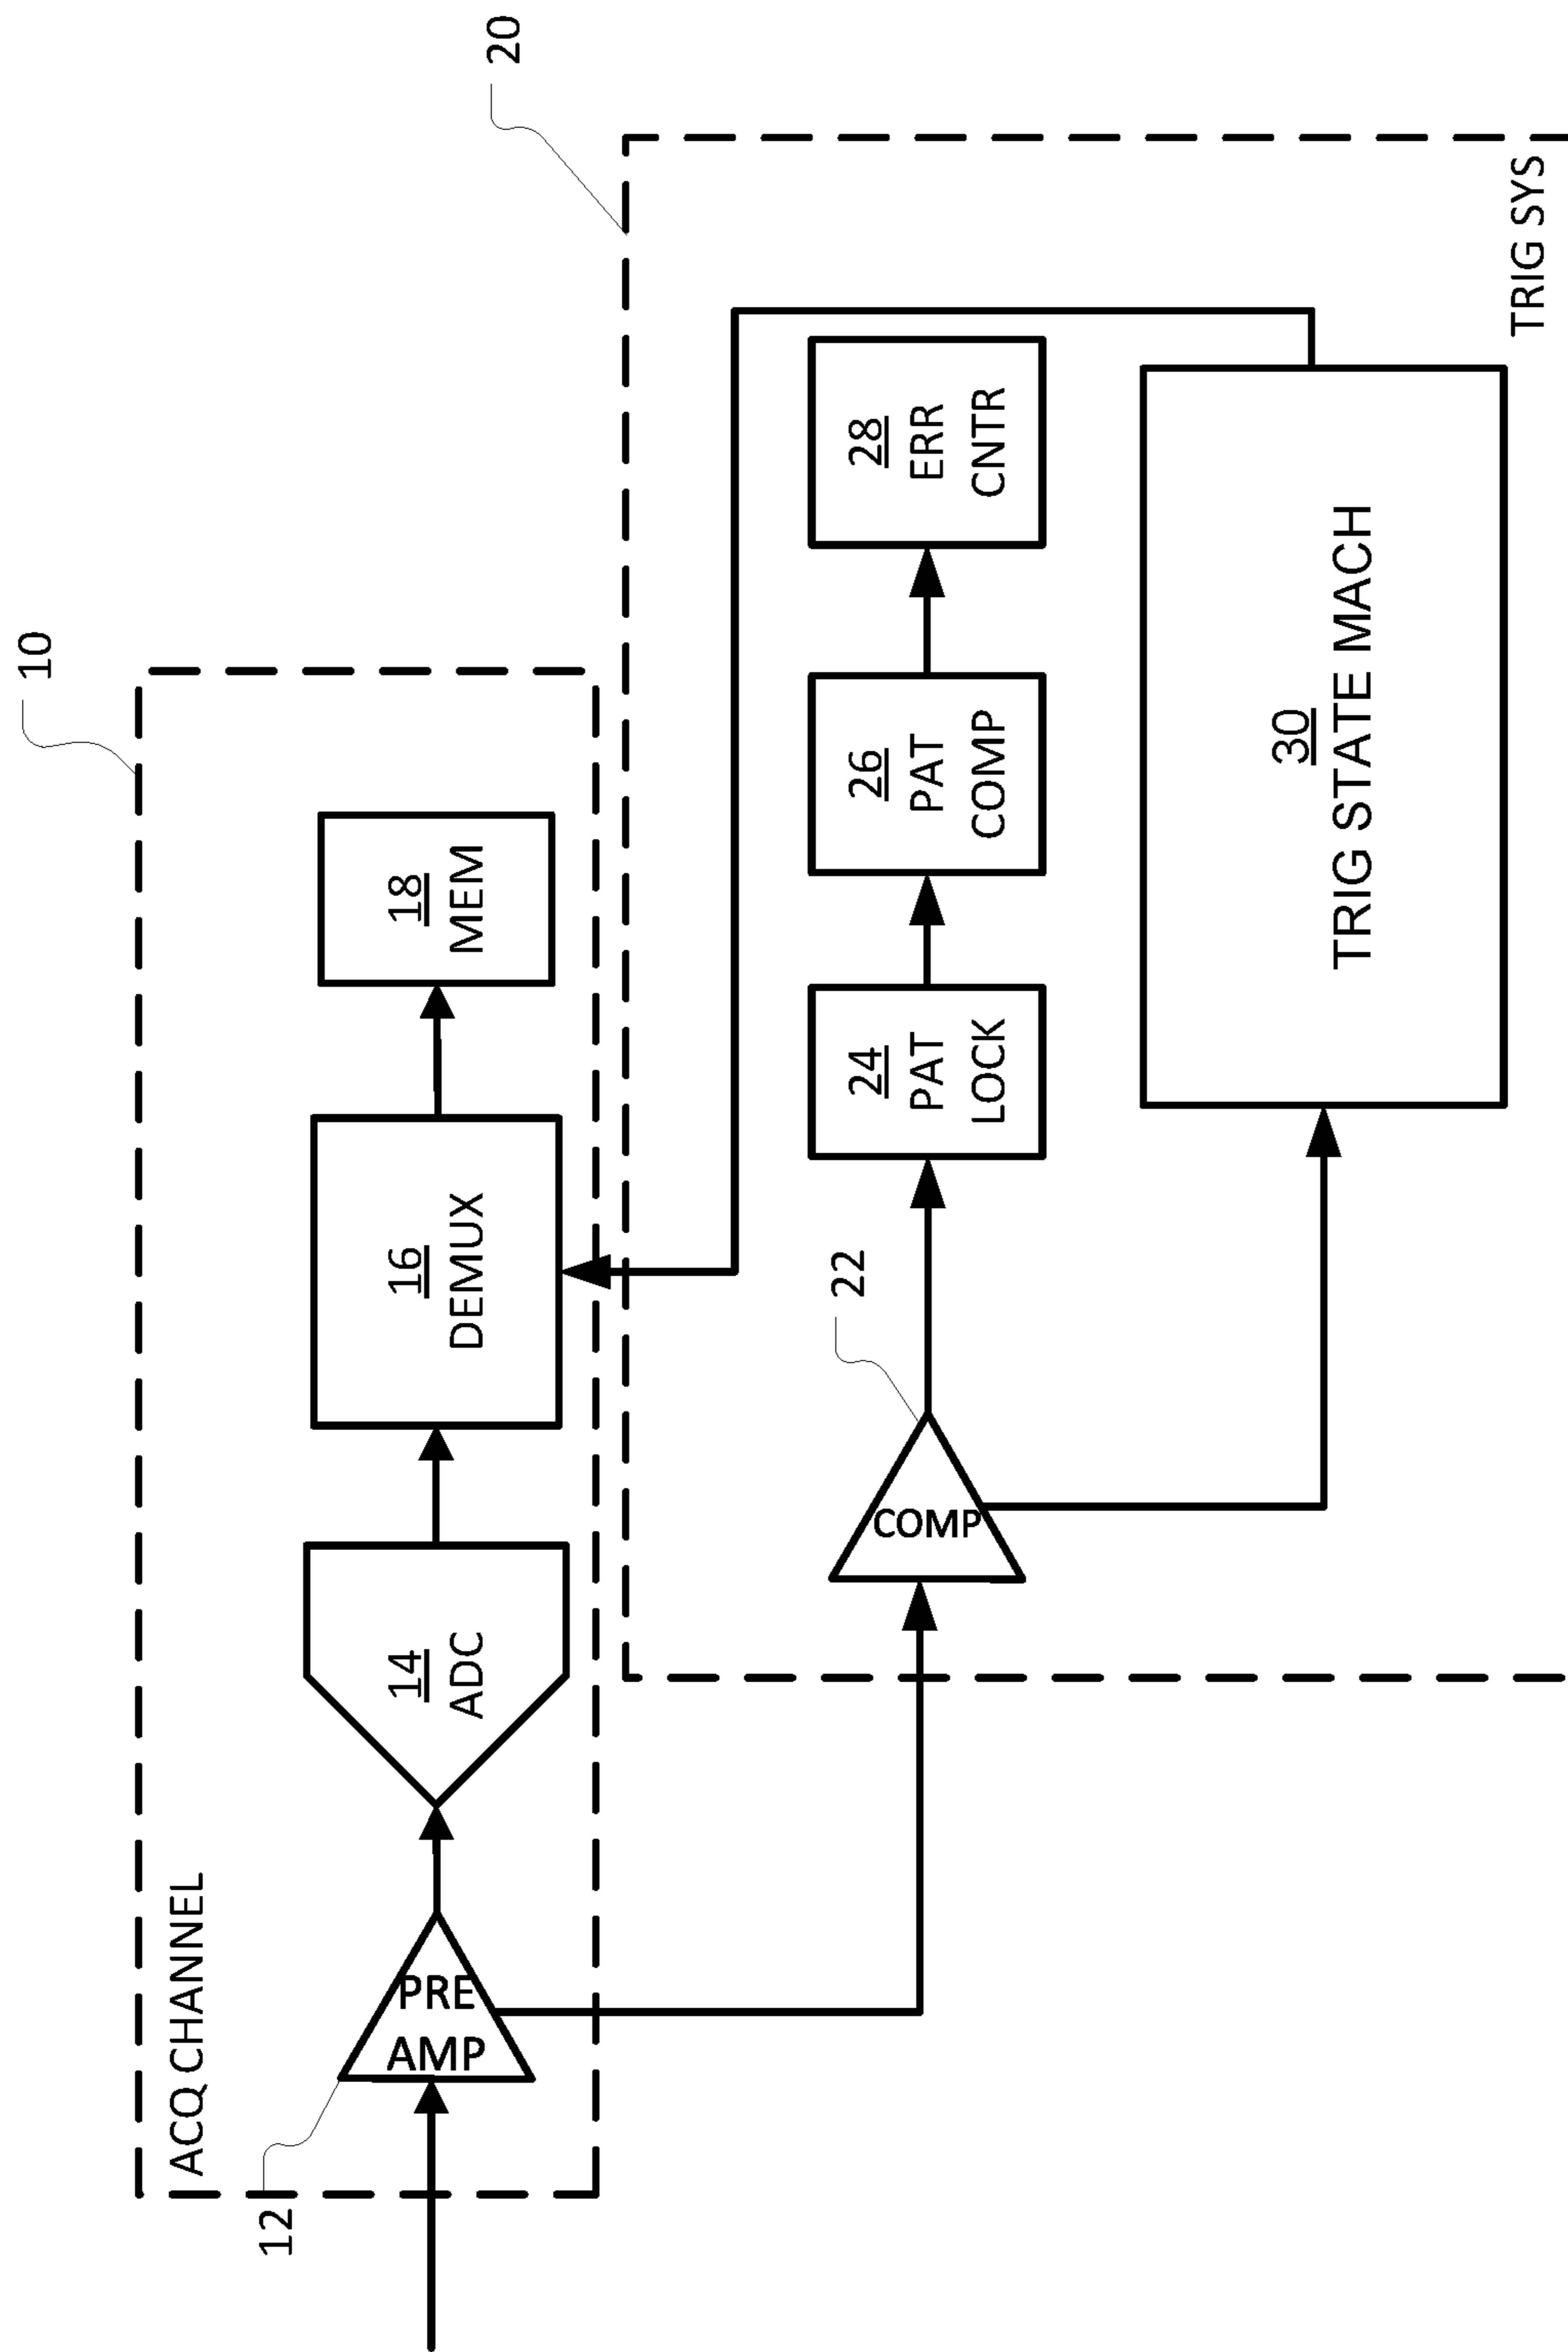 10
ACQ CHANNEL
12
PRE
AMP
14
ADC
16
DEMUX
18
MEM
20
22
COMP
24
PAT
LOCK
26
PAT
COMP
28
ERR
CNTR
30
TRIG STATE MACH
TRIG SYS